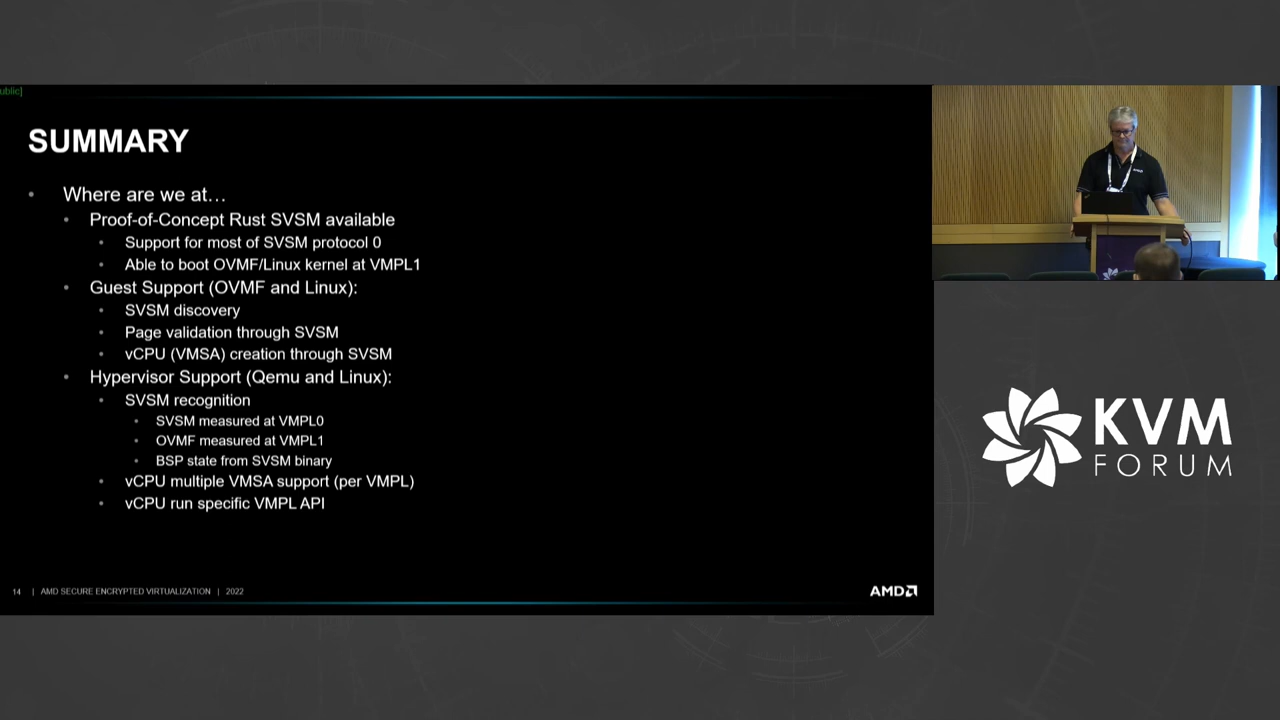 ublic]
SUMMARY
• Where are we at…
• Proof-of-Concept Rust SVSM available
• Support for most of SVSM protocol 0
• Able to boot OVMF/Linux kernel at VMPL1
• Guest Support (OVMF and Linux):
• SVSM discovery
• Page validation through SVSM
• vCPU (VMSA) creation through SVSM
• Hypervisor Support (Qemu and Linux):
• SVSM recognition
• SVSM measured at VMPL0
• OVMF measured at VMPL1
• BSP state from SVSM binary
• vCPU multiple VMSA support (per VMPL)
• vCPU run specific VMPL API
14 | AMD SECURE ENCRYPTED VIRTUALIZATION | 2022
AMD
KVM
FORUM